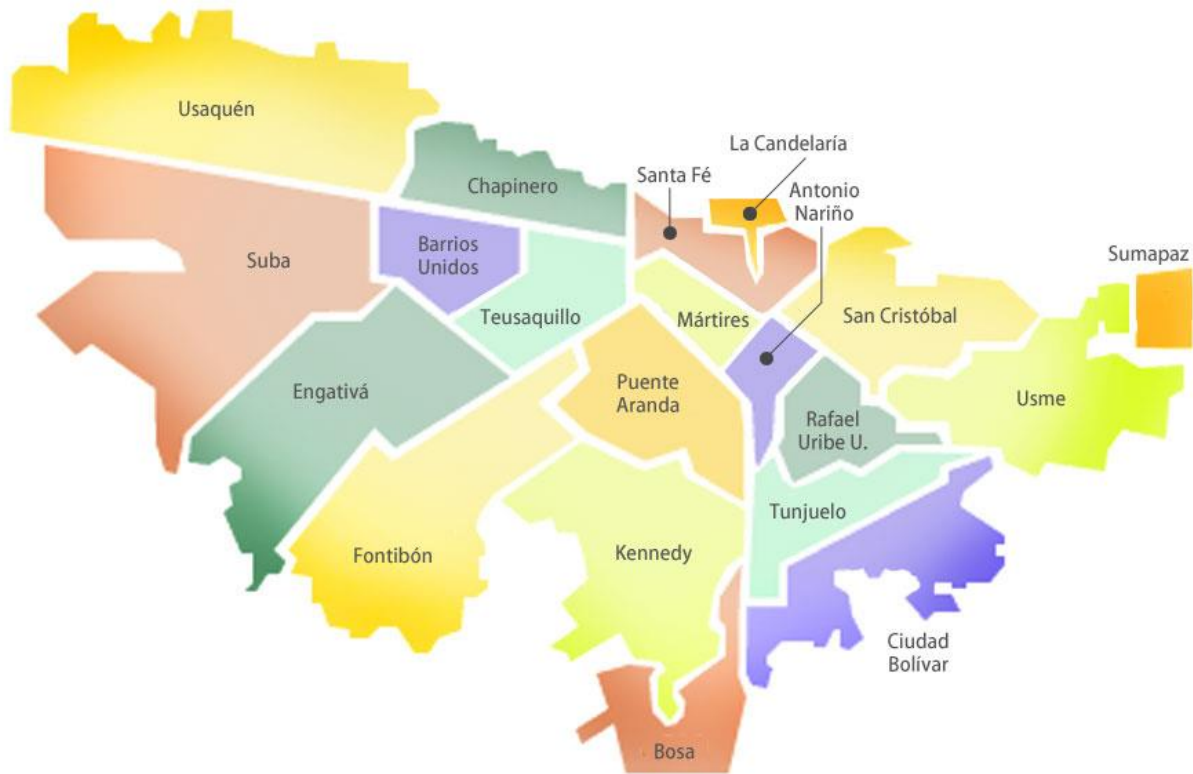 Usaquén
La Candelaría
Santa Fé
Chapinero
Antonio
Nariño
Barrios
Unidos
Suba
Sumapaz
Teusaquillo
Mártires
San Cristóbal
Engativá
Puente
Aranda
Usme
Rafael
Uribe U.
Tunjuelo
Fontibón
Kennedy
Ciudad
Bolívar
Bosa